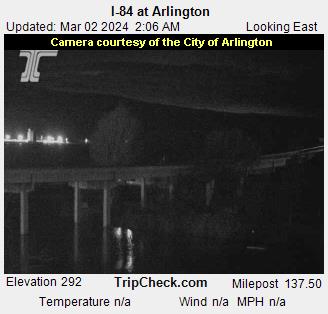 I-84 at Arlington
Updated: Mar 02 2024 2:06 AM Looking East
Camera courtesy of the City of Arlington
Elevation 292 TripCheck.com Milepost 137.50
Temperature n/a Wind n/a MPH n/a